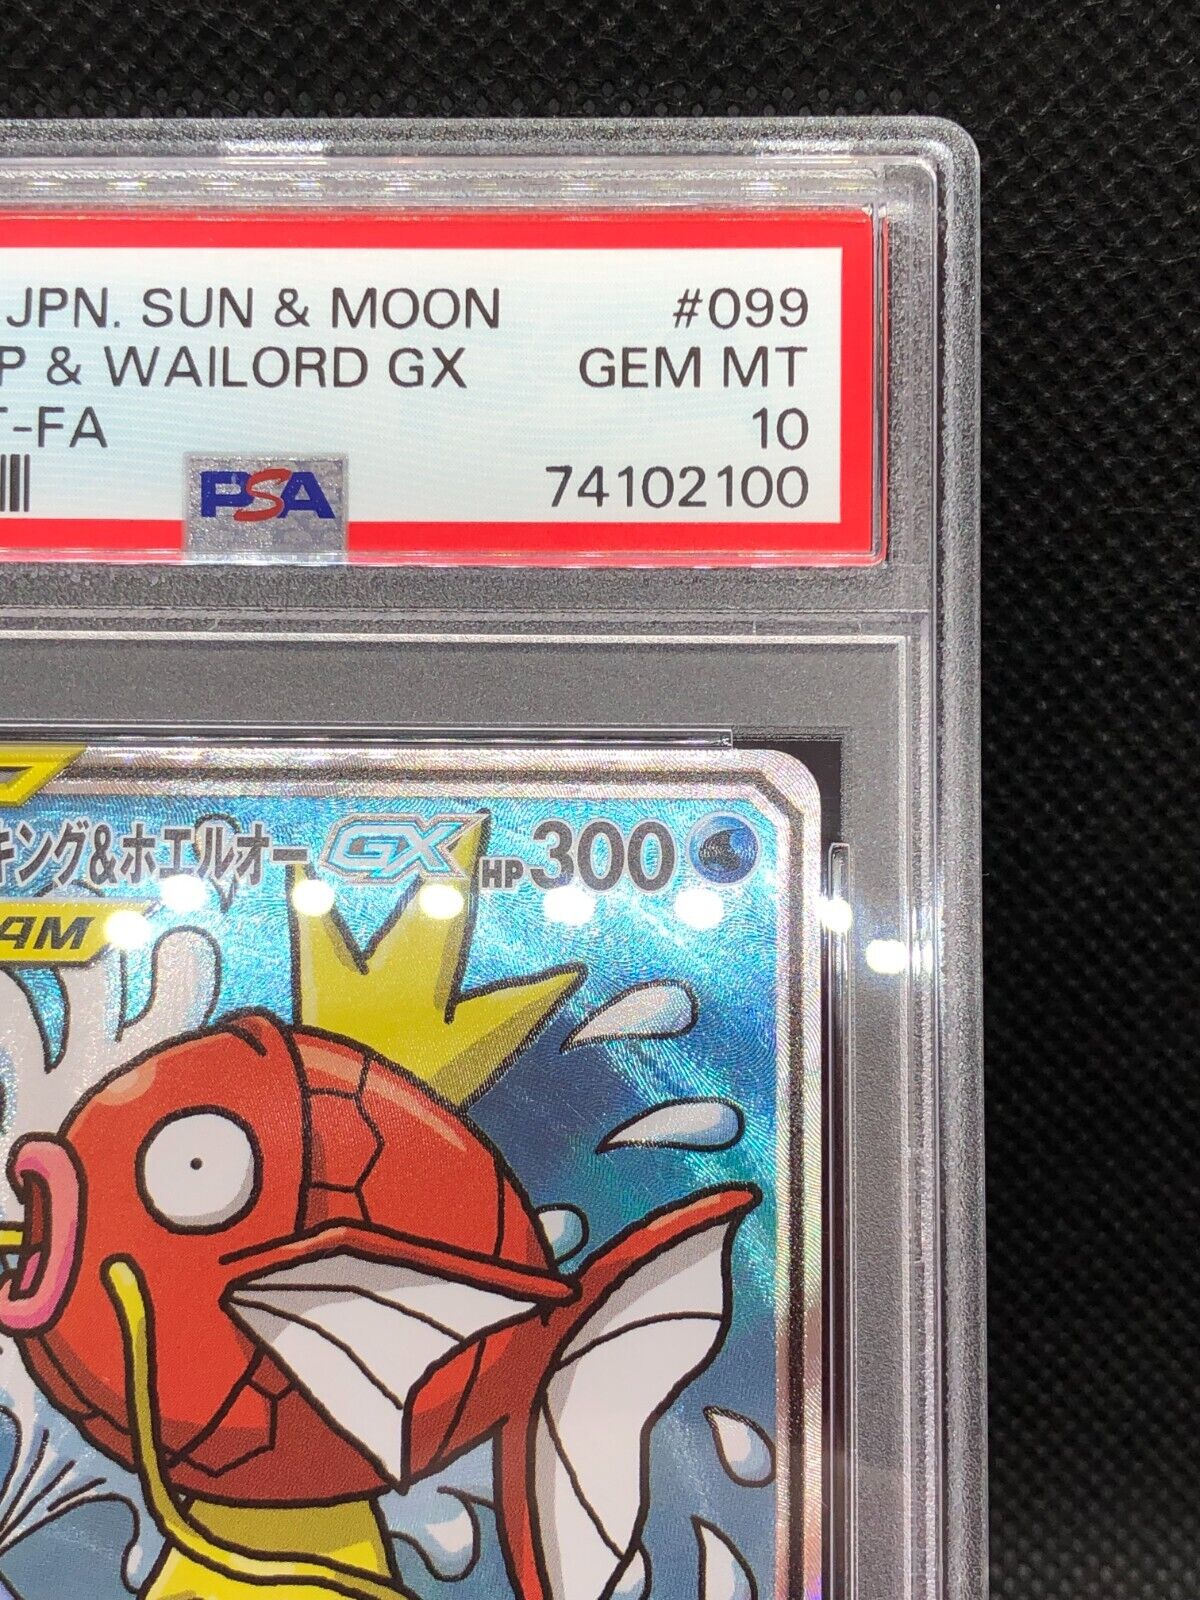 JPN. SUN & MOON #099
P & WAILORD GX GEM MT
T-FA 10
PSA 74102100
キング&ホエルオー GX HP 300
AM